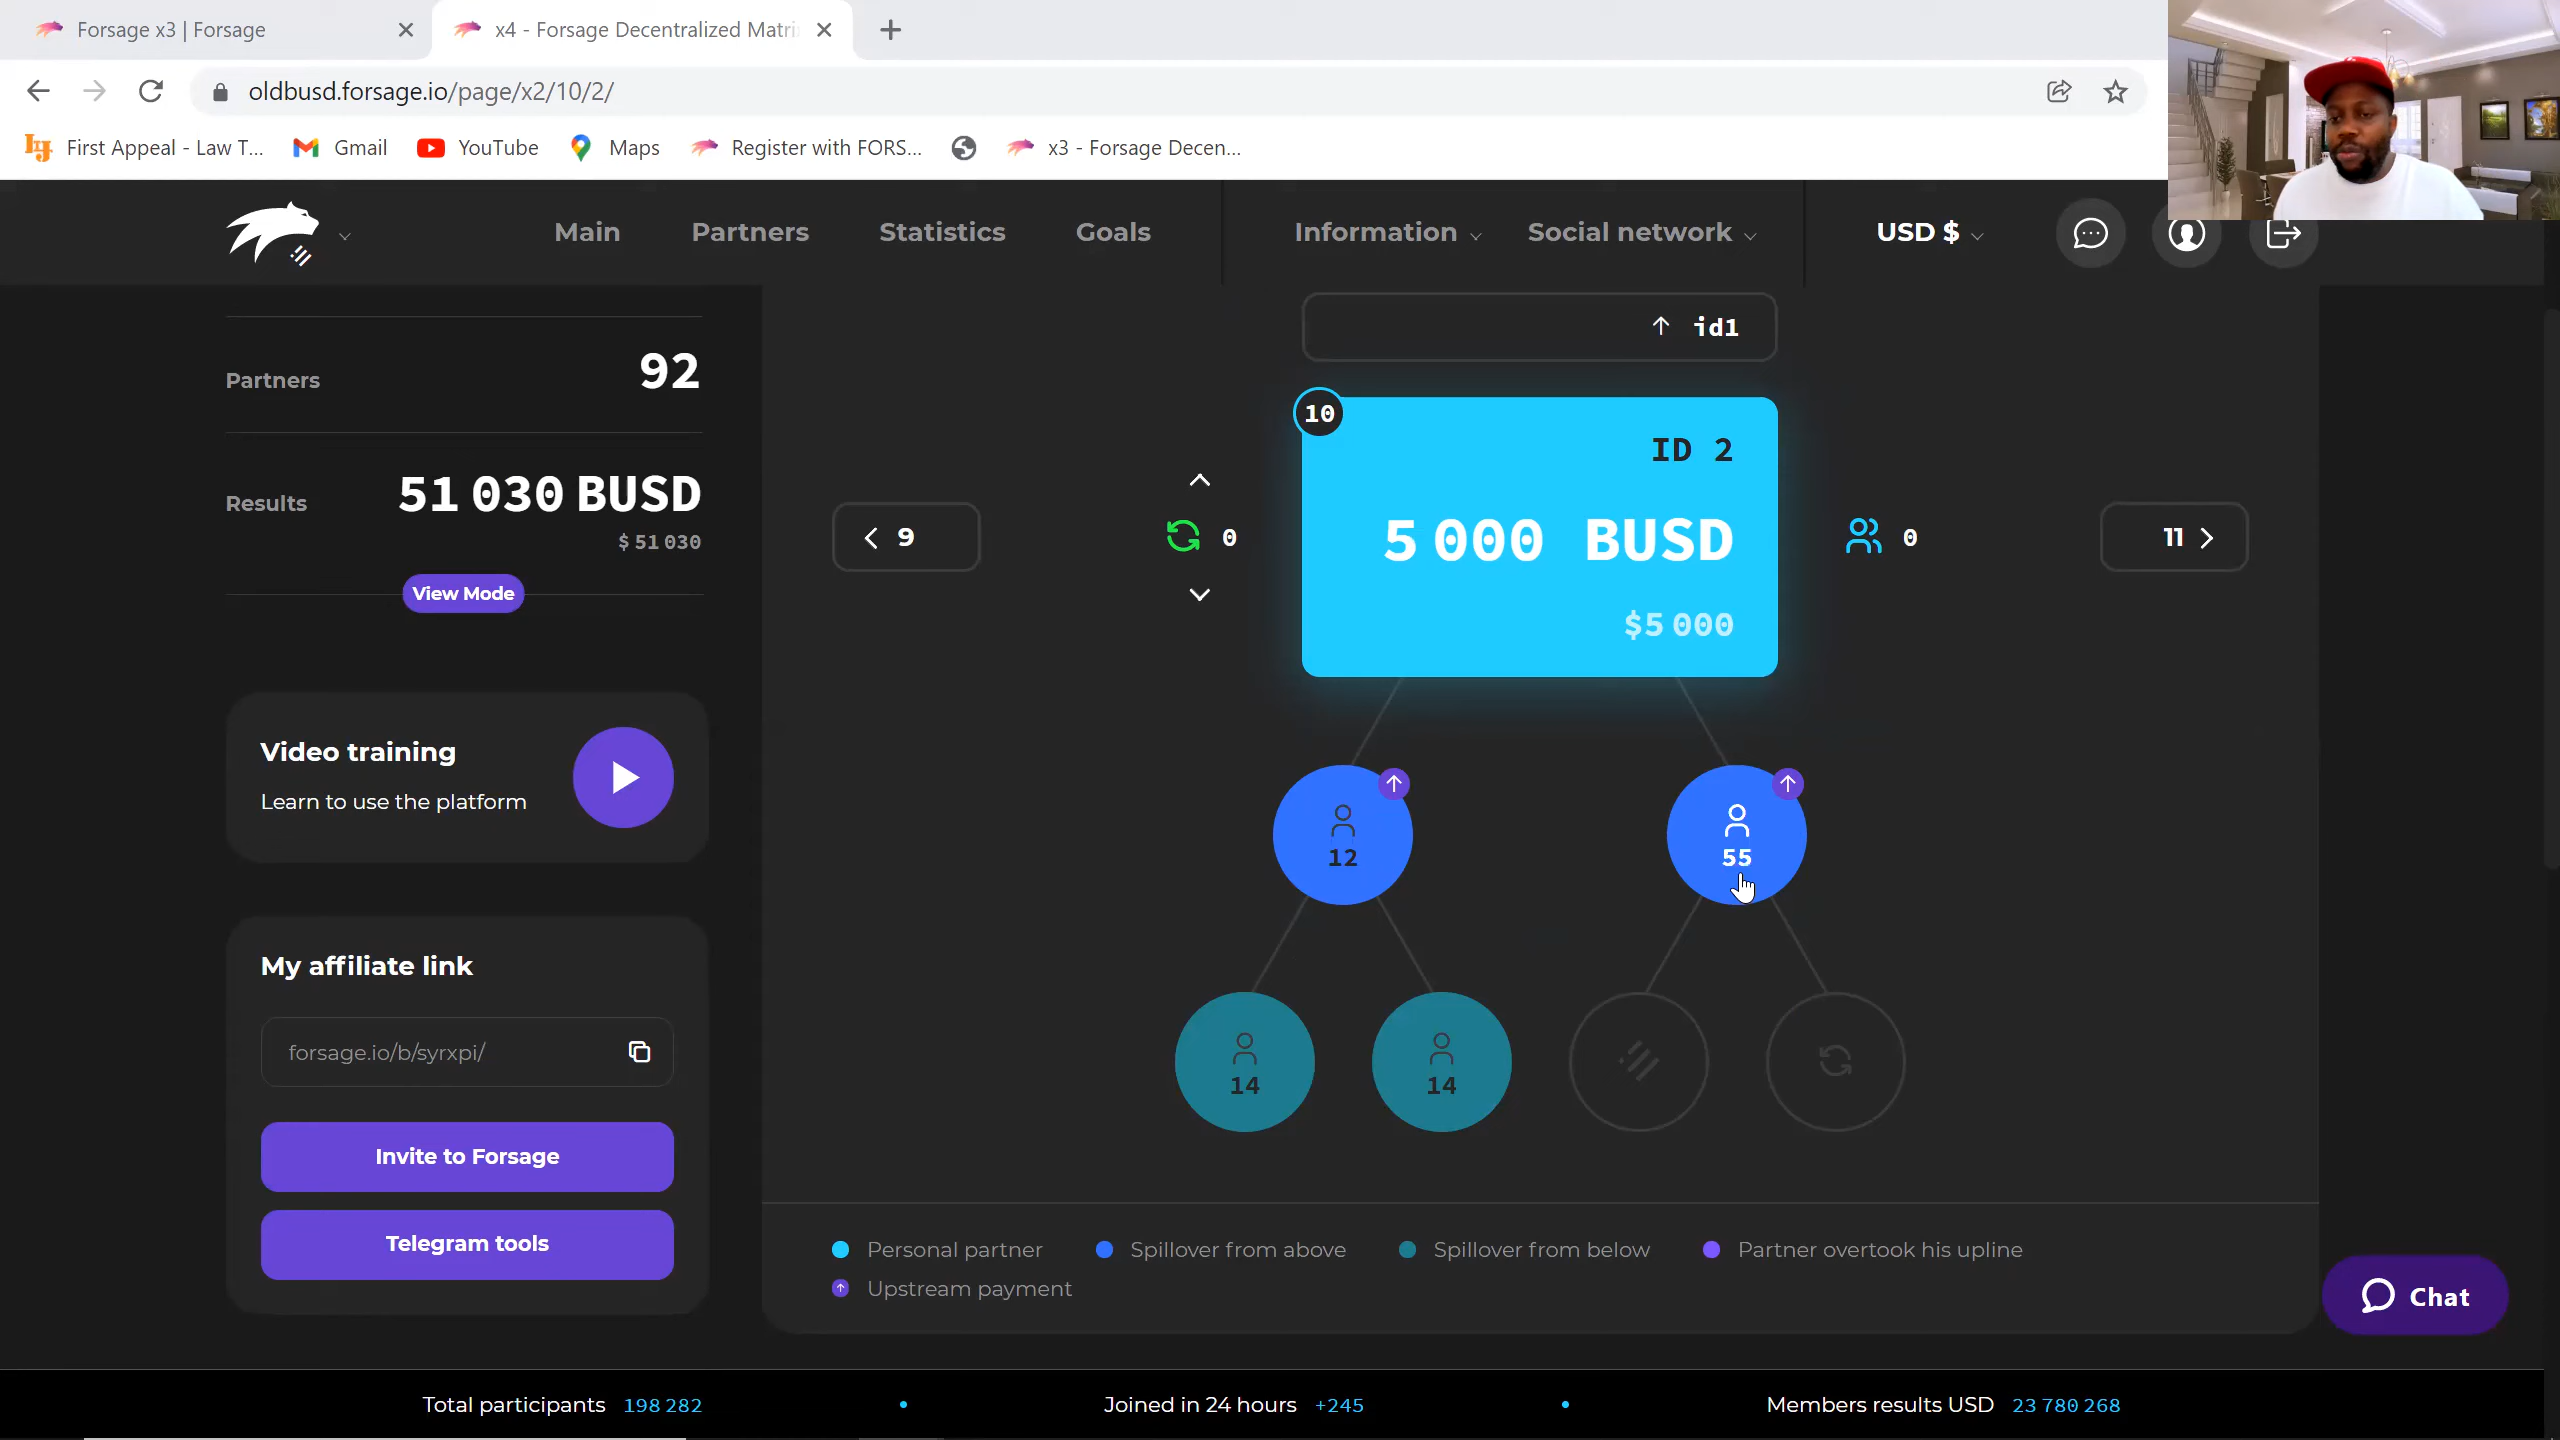 Forsage x3 | Forsage
x4 - Forsage Decentralized Matri
oldbusd.forsage.io/page/x2/10/2/
First Appeal - Law T...
Gmail
YouTube
Maps
Register with FORS...
x3 - Forsage Decen...
Main
Partners
Statistics
Goals
Information
Social network
USD $
Partners
92
Results
51 030 BUSD
$ 51 030
View Mode
Video training
Learn to use the platform
My affiliate link
forsage.io/b/syrxpi/
Invite to Forsage
Telegram tools
id1
10
ID 2
5 000 BUSD
$5 000
9
0
0
11
12
55
14
14
Personal partner
Spillover from above
Spillover from below
Partner overtook his upline
Upstream payment
Chat
Total participants 198 282
Joined in 24 hours +245
Members results USD 23 780 268